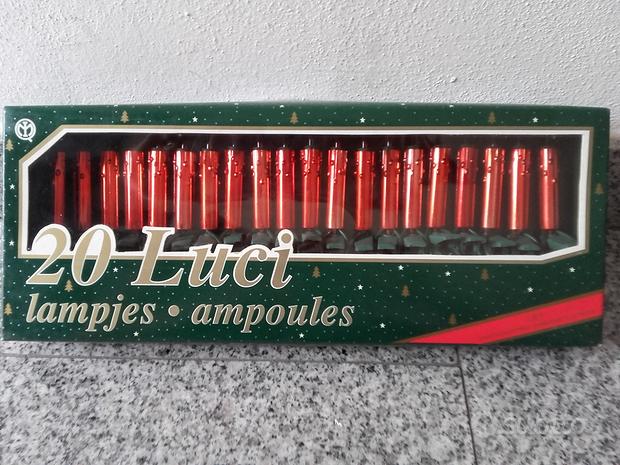 20 Luci
lampjes • ampoules